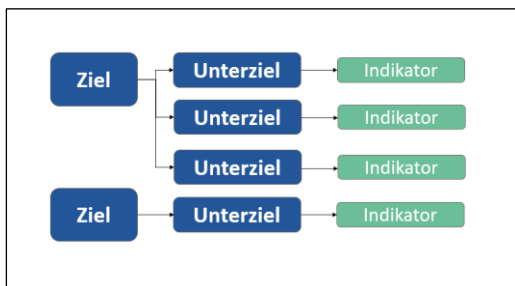 Ziel
Unterziel
Indikator
Unterziel
Indikator
Unterziel
Indikator
Ziel
Unterziel
Indikator